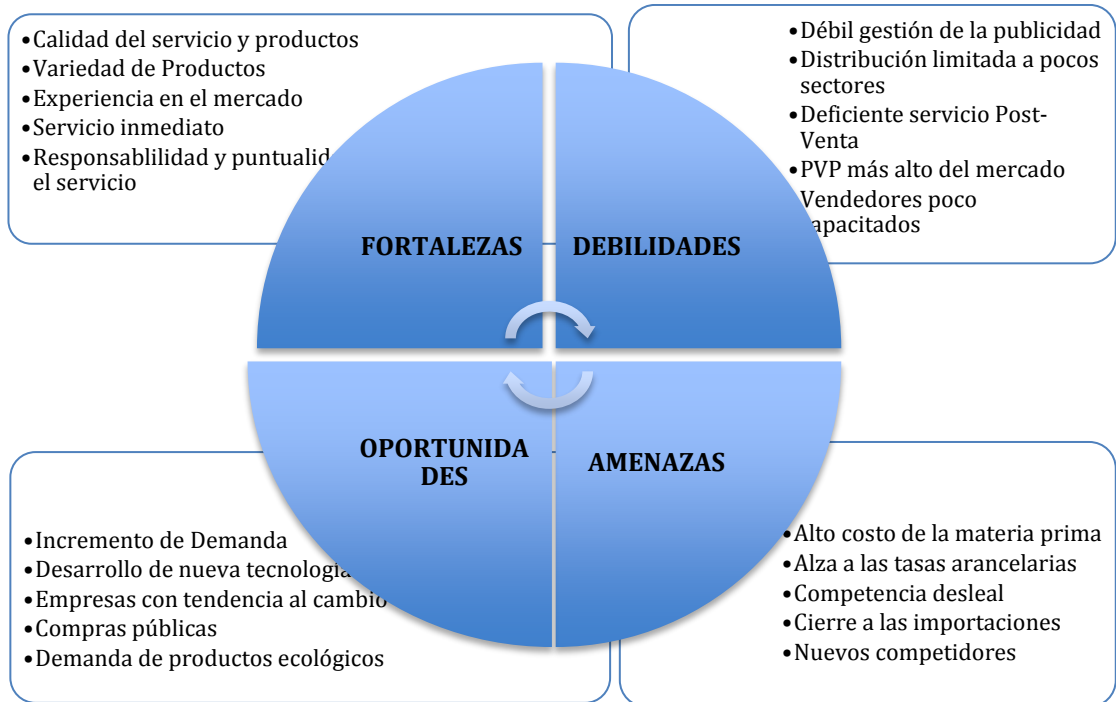 •Calidad del servicio y productos
•Variedad de Productos
•Experiencia en el mercado
•Servicio inmediato
•Responsablilidad y puntualid
el servicio
•Débil gestión de la publicidad
•Distribución limitada a pocos
sectores
•Deficiente servicio Post-
Venta
•PVP más alto del mercado
Vendedores poco
apacitados
FORTALEZAS
DEBILIDADES
OPORTUNIDA
DES
AMENAZAS
•Incremento de Demanda
•Desarrollo de nueva tecnología
•Empresas con tendencia al cambio
•Compras públicas
•Demanda de productos ecológicos
•Alto costo de la materia prima
•Alza a las tasas arancelarias
•Competencia desleal
•Cierre a las importaciones
•Nuevos competidores